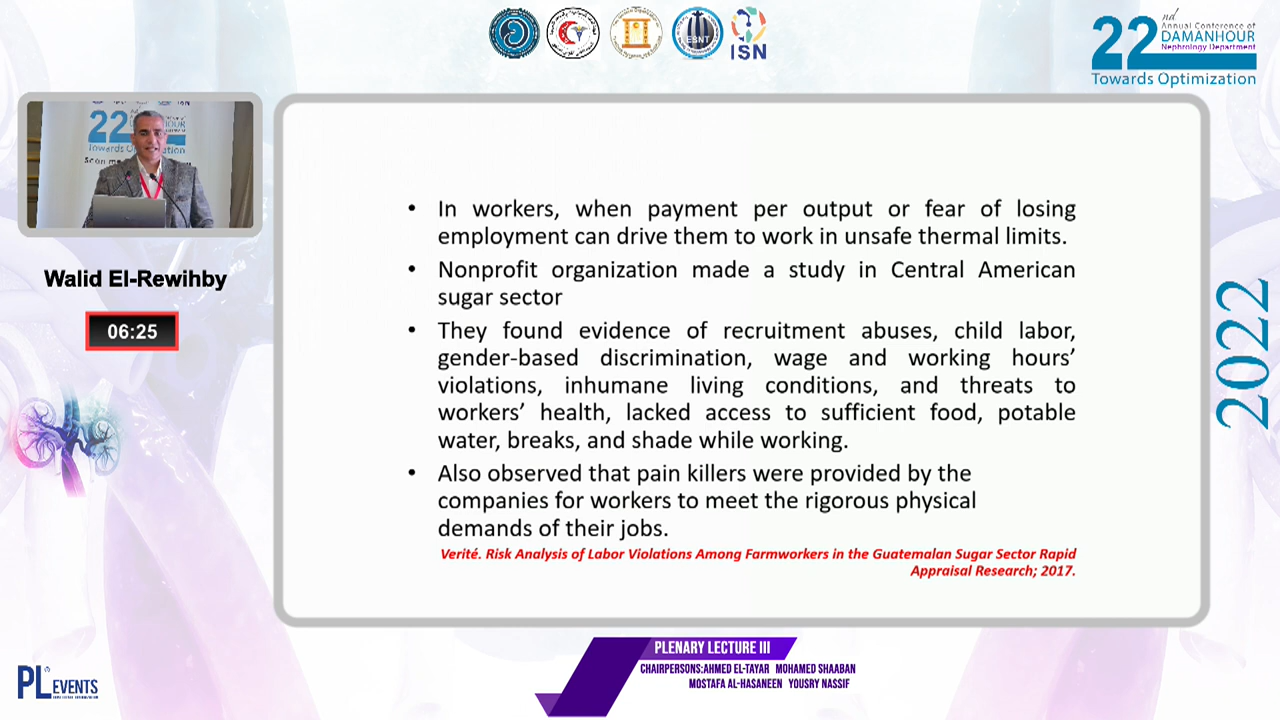 ESNT
ISN
22nd
Annual Conference of
DAMANHOUR
Nephrology Department
Towards Optimization
22
Walid El-Rewihby
06:25
• In workers, when payment per output or fear of losing
employment can drive them to work in unsafe thermal limits.
• Nonprofit organization made a study in Central American
sugar sector
• They found evidence of recruitment abuses, child labor,
gender-based discrimination, wage and working hours’
violations, inhumane living conditions, and threats to
workers’ health, lacked access to sufficient food, potable
water, breaks, and shade while working.
• Also observed that pain killers were provided by the
companies for workers to meet the rigorous physical
demands of their jobs.
Verité. Risk Analysis of Labor Violations Among Farmworkers in the Guatemalan Sugar Sector Rapid
Appraisal Research; 2017.
2022
PLENARY LECTURE III
CHAIRPERSONS:AHMED EL-TAYAR MOHAMED SHAABAN
MOSTAFA AL-HASANEEN YOUSRY NASSIF
PL EVENTS